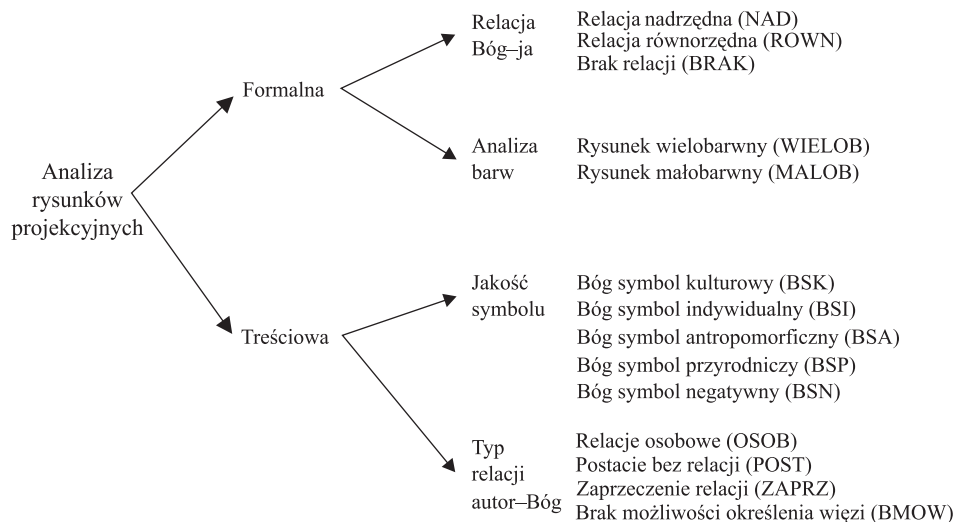 Analiza
rysunków
projekcyjnych
Formalna
Relacja
Bóg–ja
Relacja nadrzędna (NAD)
Relacja równorzędna (ROWN)
Brak relacji (BRAK)
Analiza
barw
Rysunek wielobarwny (WIELOB)
Rysunek małobarwny (MALOB)
Treściowa
Jakość
symbolu
Bóg symbol kulturowy (BSK)
Bóg symbol indywidualny (BSI)
Bóg symbol antropomorficzny (BSA)
Bóg symbol przyrodniczy (BSP)
Bóg symbol negatywny (BSN)
Typ
relacji
autor–Bóg
Relacje osobowe (OSOB)
Postacie bez relacji (POST)
Zaprzeczenie relacji (ZAPRZ)
Brak możliwości określenia więzi (BMOW)